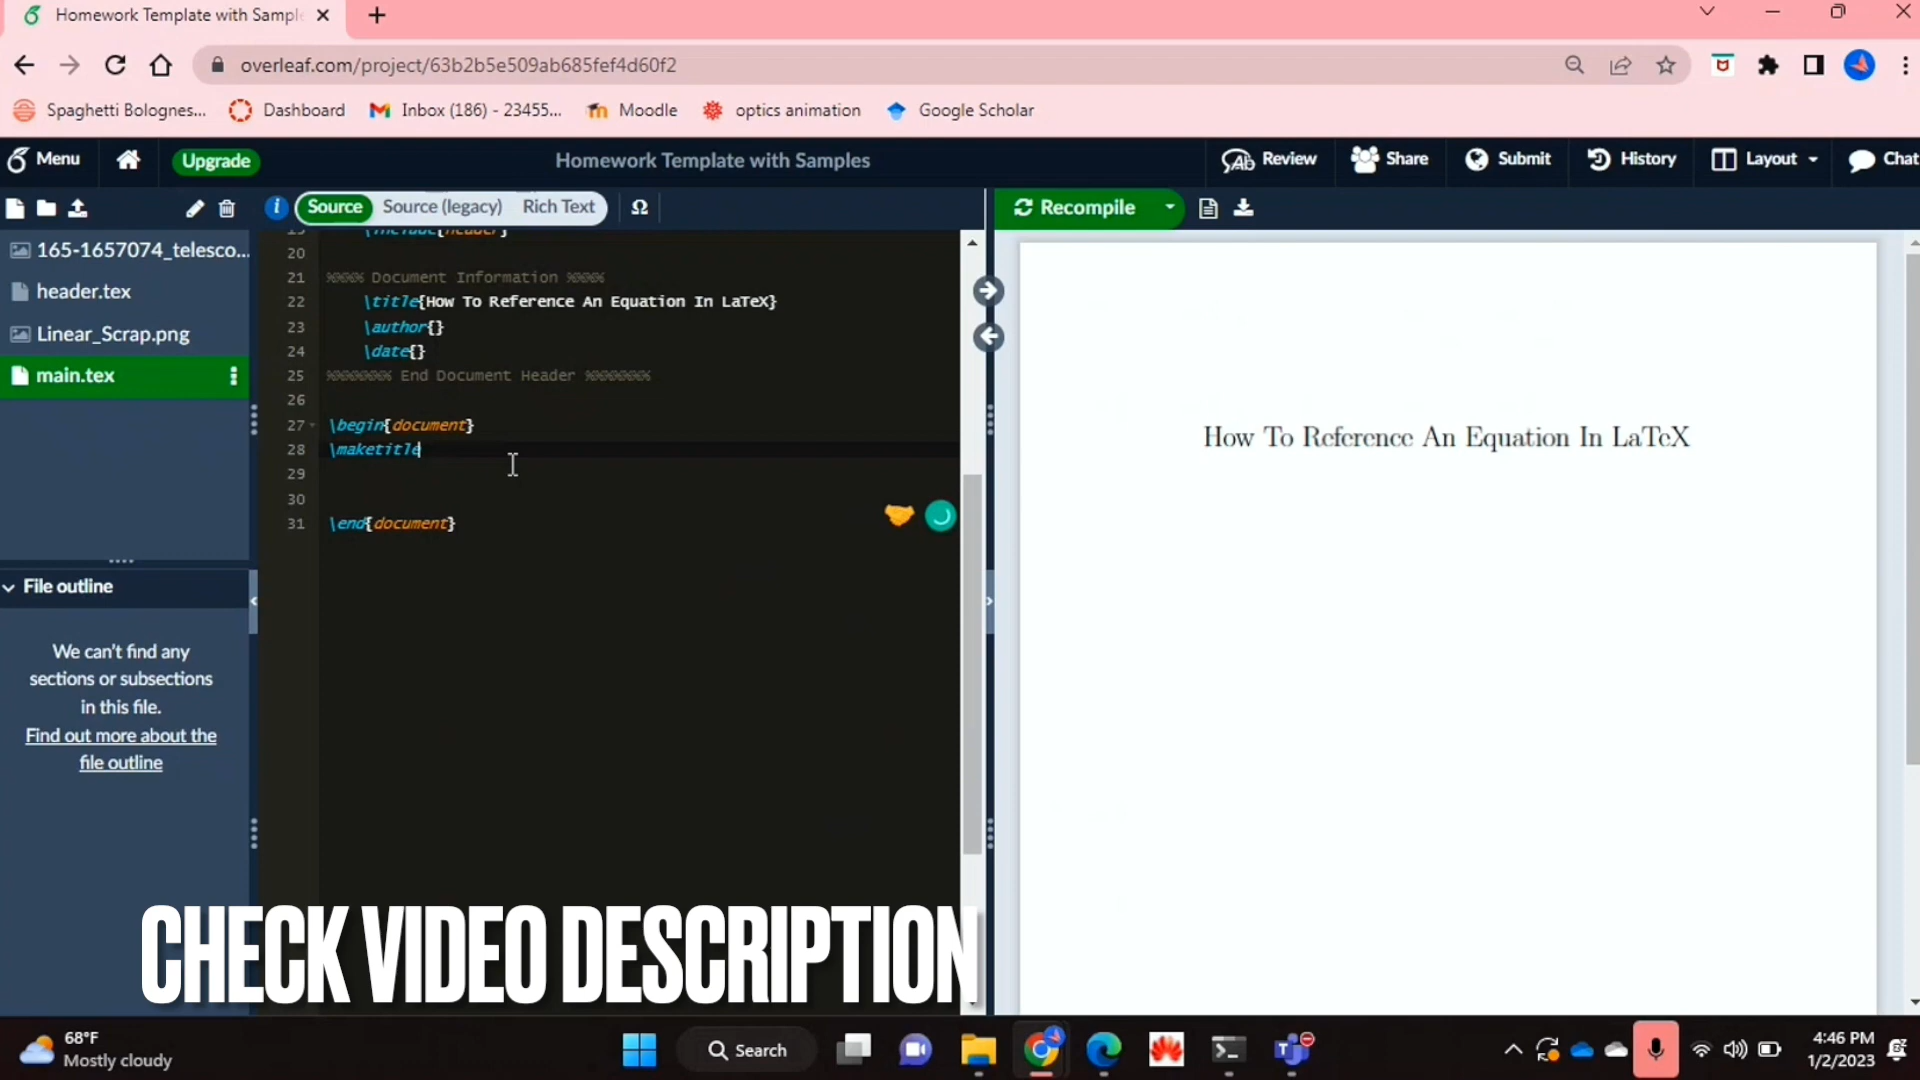 Homework Template with Sampl
overleaf.com/project/63b2b5e509ab685fef4d60f2
Spaghetti Bolognes... Dashboard Inbox (186) - 23455... Moodle optics animation Google Scholar
Menu Upgrade Homework Template with Samples Review Share Submit History Layout Chat
Source Source (legacy) Rich Text Ω Recompile
165-1657074_telesco...
header.tex
Linear_Scrap.png
main.tex
File outline
We can't find any
sections or subsections
in this file.
Find out more about the
file outline
19 \include{header}
20
21 %%%% Document Information %%%%
22 \title{How To Reference An Equation In LaTeX}
23 \author{}
24 \date{}
25 %%%%%%% End Document Header %%%%%%%
26
27 \begin{document}
28 \maketitle
29
30
31 \end{document}
How To Reference An Equation In LaTeX
CHECK VIDEO DESCRIPTION
68°F
Mostly cloudy
Search
4:46 PM
1/2/2023